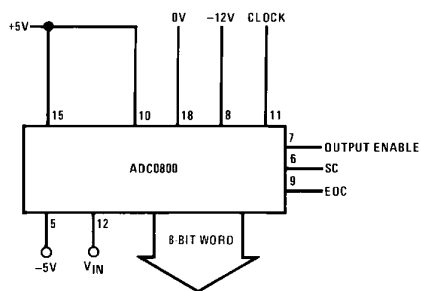 0V -12V CLOCK
+5V
15 10 18 8 11
7 OUTPUT ENABLE
ADC0800
6 SC
9 EOC
5 12 8-BIT WORD
-5V VIN